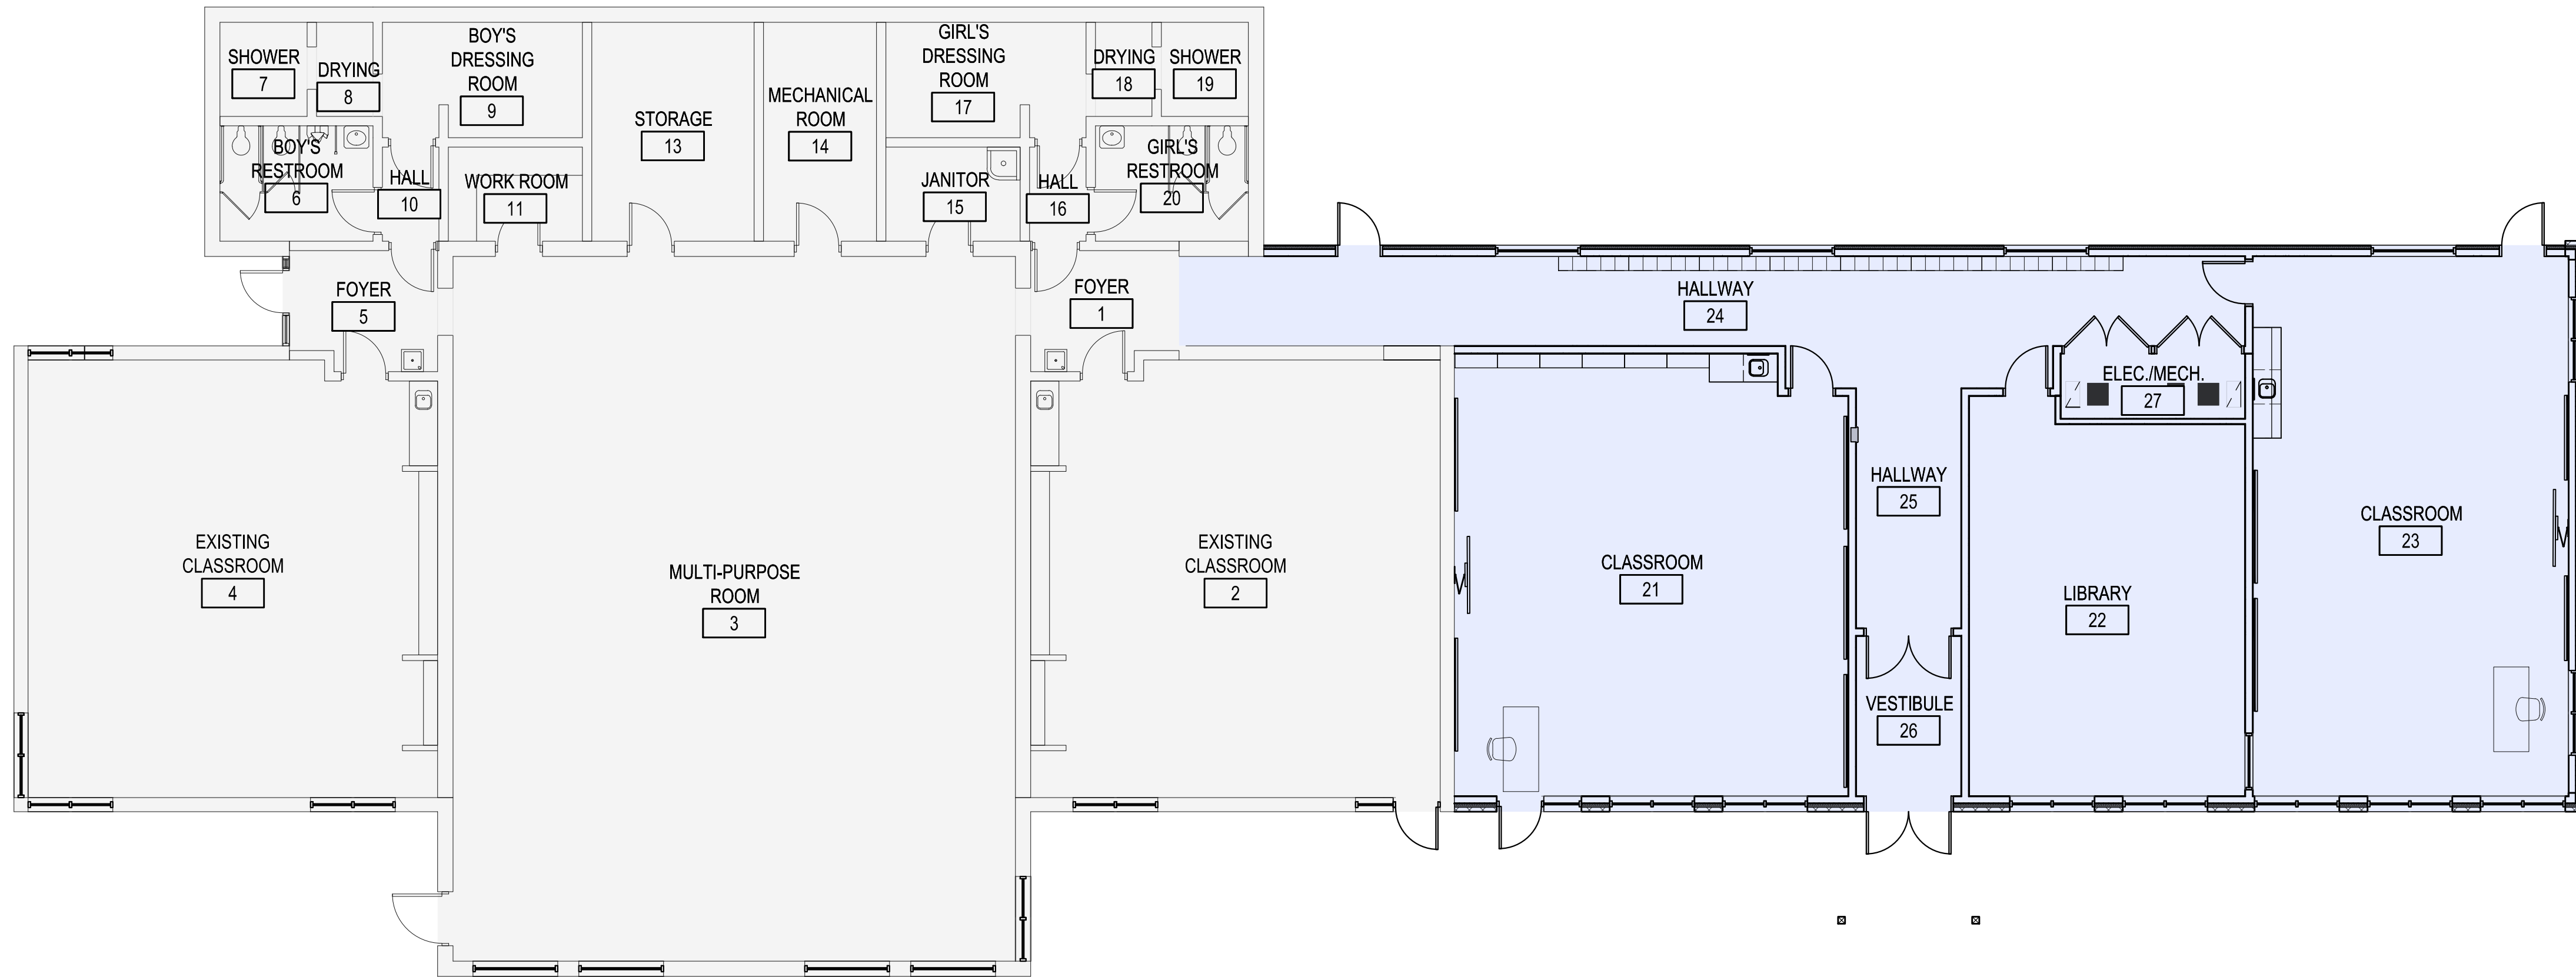 SHOWER
7
DRYING
8
BOY'S
DRESSING
ROOM
9
STORAGE
13
MECHANICAL
ROOM
14
GIRL'S
DRESSING
ROOM
17
DRYING
18
SHOWER
19
BOY'S
RESTROOM
6
HALL
10
WORK ROOM
11
JANITOR
15
HALL
16
GIRL'S
RESTROOM
20
FOYER
5
FOYER
1
HALLWAY
24
ELEC./MECH.
27
EXISTING
CLASSROOM
4
MULTI-PURPOSE
ROOM
3
EXISTING
CLASSROOM
2
CLASSROOM
21
HALLWAY
25
VESTIBULE
26
LIBRARY
22
CLASSROOM
23